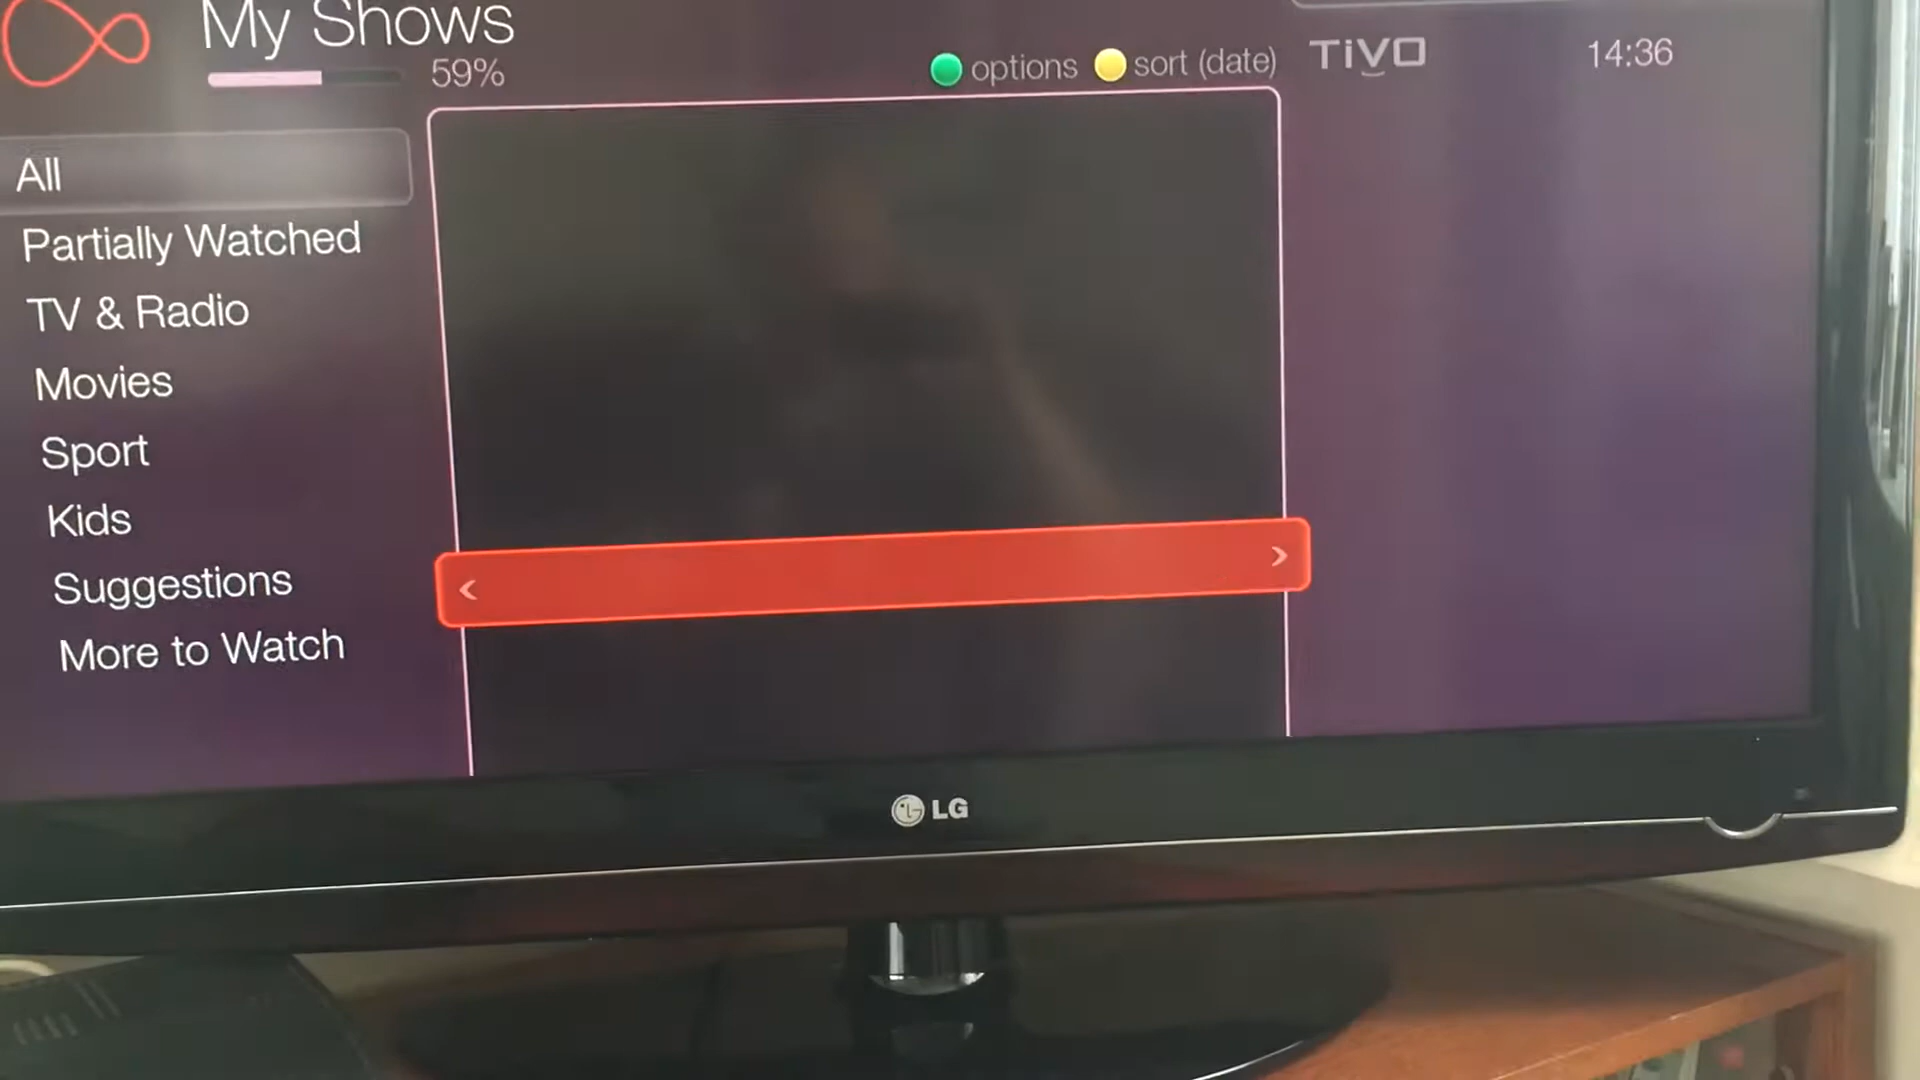 My Shows
59%
options
sort (date)
TiVo
14:36
All
Partially Watched
TV & Radio
Movies
Sport
Kids
Suggestions
More to Watch
<
>
LG